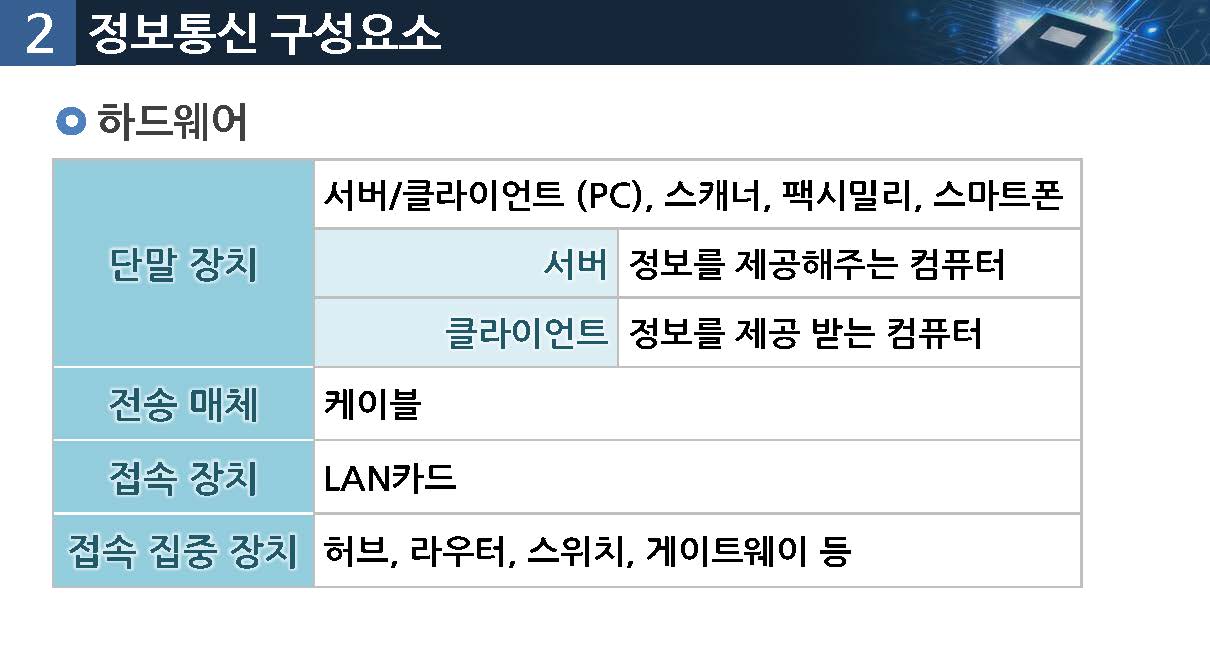 2 정보통신 구성요소
하드웨어
단말 장치
서버/클라이언트 (PC), 스캐너, 팩시밀리, 스마트폰
서버 정보를 제공해주는 컴퓨터
클라이언트 정보를 제공 받는 컴퓨터
전송 매체 케이블
접속 장치 LAN카드
접속 집중 장치 허브, 라우터, 스위치, 게이트웨이 등